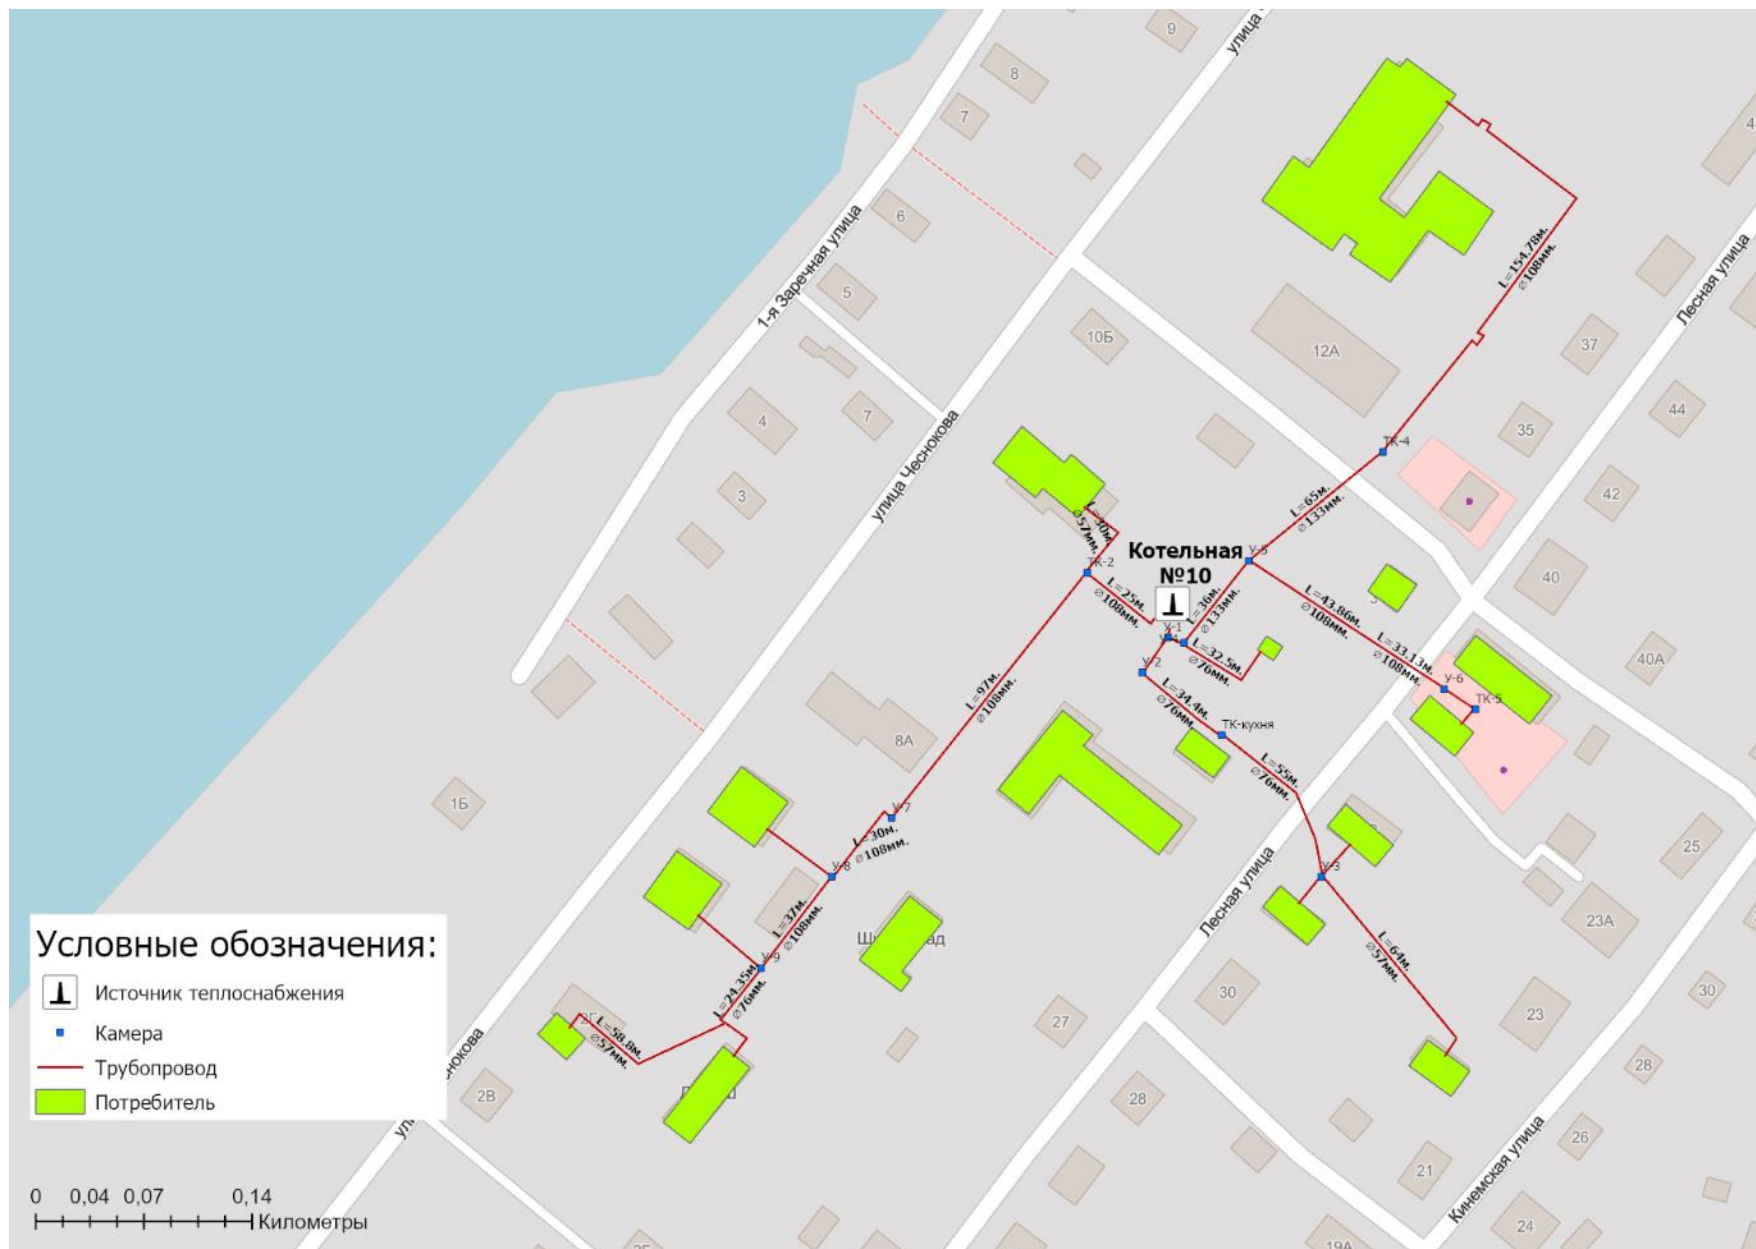 9
улица
8
7
4
6
1-я Заречная улица
5
Лесная улица
10Б
12А
37
L=154.78м.
⌀108мм.
4
7
улица Чеснокова
44
35
ТК-4
3
42
L=65м.
⌀133мм.
L=30м.
⌀57мм.
Котельная
№10
У-5
ТК-2
L=25м.
⌀108мм.
L=36м.
⌀133мм.
40
L=43.86м.
⌀108мм.
У-1
L=33.13м.
⌀108мм.
40А
L=32.5м.
⌀76мм.
У-2
L=34.4м.
⌀76мм.
У-6
ТК-5
L=97м.
⌀108мм.
ТК-кухня
8А
L=55м.
⌀76мм.
1Б
У-7
L=30м.
⌀108мм.
25
У-8
У-3
Лесная улица
L=37м.
⌀108мм.
23А
L=64м.
⌀57мм.
У-9
L=24.35м.
⌀76мм.
30
30
23
27
L=58.8м.
⌀57мм.
28
2В
28
26
21
Кинемская улица
24
19А
Условные обозначения:
Источник теплоснабжения
Камера
Трубопровод
Потребитель
0 0,04 0,07 0,14
Километры